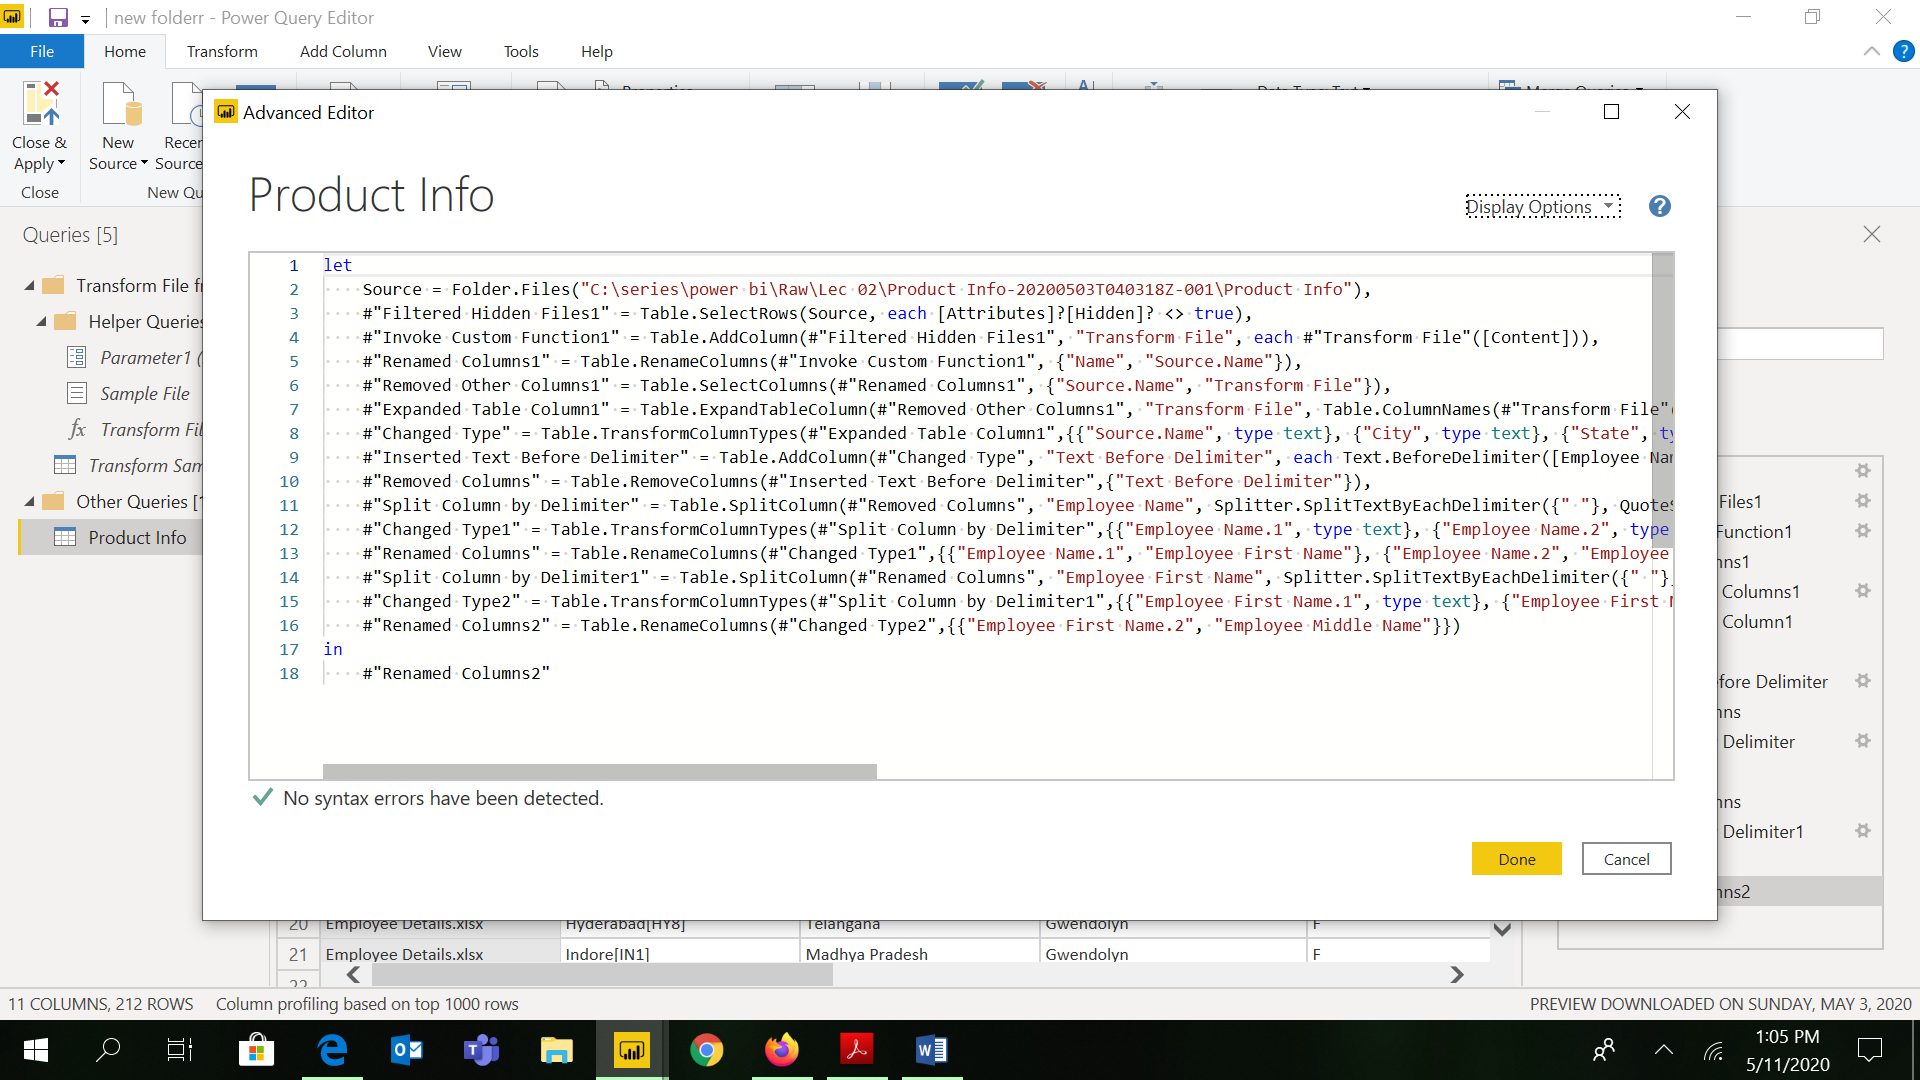 new folderr - Power Query Editor
File Home Transform Add Column View Tools Help
Close & Apply
New Source
Close
Advanced Editor
Product Info
Display Options
Queries [5]
Transform File
Helper Queries
Parameter1 (
Sample File
Transform
Transform
Other Queries
Product Info
1 let
2 Source = Folder.Files("C:\series\power bi\Raw\Lec 02\Product Info-20200503T040318Z-001\Product Info"),
3 #"Filtered Hidden Files1" = Table.SelectRows(Source, each [Attributes]?[Hidden]? <> true),
4 #"Invoke Custom Function1" = Table.AddColumn(#"Filtered Hidden Files1", "Transform File", each #"Transform File"([Content])),
5 #"Renamed Columns1" = Table.RenameColumns(#"Invoke Custom Function1", {"Name", "Source.Name"}),
6 #"Removed Other Columns1" = Table.SelectColumns(#"Renamed Columns1", {"Source.Name", "Transform File"}),
7 #"Expanded Table Column1" = Table.ExpandTableColumn(#"Removed Other Columns1", "Transform File", Table.ColumnNames(#"Transform File"
8 #"Changed Type" = Table.TransformColumnTypes(#"Expanded Table Column1",{{"Source.Name", type text}, {"City", type text}, {"State",
9 #"Inserted Text Before Delimiter" = Table.AddColumn(#"Changed Type", "Text Before Delimiter", each Text.BeforeDelimiter([Employee
10 #"Removed Columns" = Table.RemoveColumns(#"Inserted Text Before Delimiter",{"Text Before Delimiter"}),
11 #"Split Column by Delimiter" = Table.SplitColumn(#"Removed Columns", "Employee Name", Splitter.SplitTextByEachDelimiter({" "},
12 #"Changed Type1" = Table.TransformColumnTypes(#"Split Column by Delimiter",{{"Employee Name.1", type text}, {"Employee Name.2", type
13 #"Renamed Columns" = Table.RenameColumns(#"Changed Type1",{{"Employee Name.1", "Employee First Name"}, {"Employee Name.2", "Employee
14 #"Split Column by Delimiter1" = Table.SplitColumn(#"Renamed Columns", "Employee First Name", Splitter.SplitTextByEachDelimiter({" "}
15 #"Changed Type2" = Table.TransformColumnTypes(#"Split Column by Delimiter1",{{"Employee First Name.1", type text}, {"Employee First
16 #"Renamed Columns2" = Table.RenameColumns(#"Changed Type2",{{"Employee First Name.2", "Employee Middle Name"}})
17 in
18 #"Renamed Columns2"
No syntax errors have been detected.
Done Cancel
Files1
Function1
Columns1
Column1
Delimiter
Delimiter
Delimiter1
20 Employee Details.xlsx Hyderabad[HY8] Telangana Gwendolyn F
21 Employee Details.xlsx Indore[IN1] Madhya Pradesh Gwendolyn F
11 COLUMNS, 212 ROWS Column profiling based on top 1000 rows PREVIEW DOWNLOADED ON SUNDAY, MAY 3, 2020
1:05 PM
5/11/2020